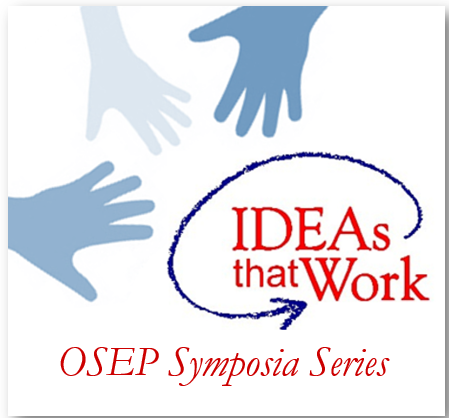 IDEAs
that Work
OSEP Symposia Series